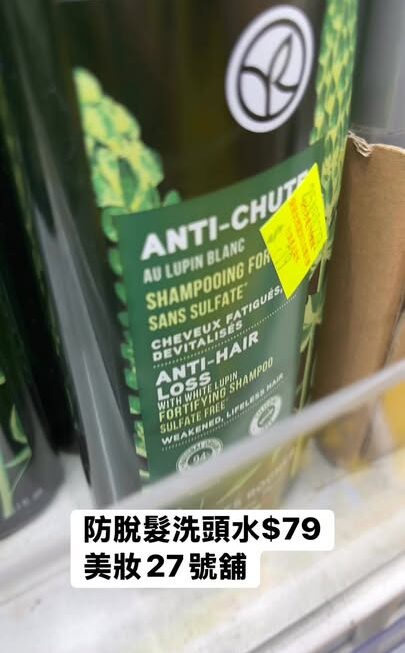 ANTI-CHUTE
AU LUPIN BLANC
SHAMPOOING FOR
SANS SULFATE*
CHEVEUX FATIGUÉS,
DEVITALISÉS
ANTI-HAIR
LOSS
WITH WHITE LUPIN
FORTIFYING SHAMPOO
SULFATE FREE
WEAKENED, LIFELESS HAIR
防脫髮洗頭水$79
美妝27號舖